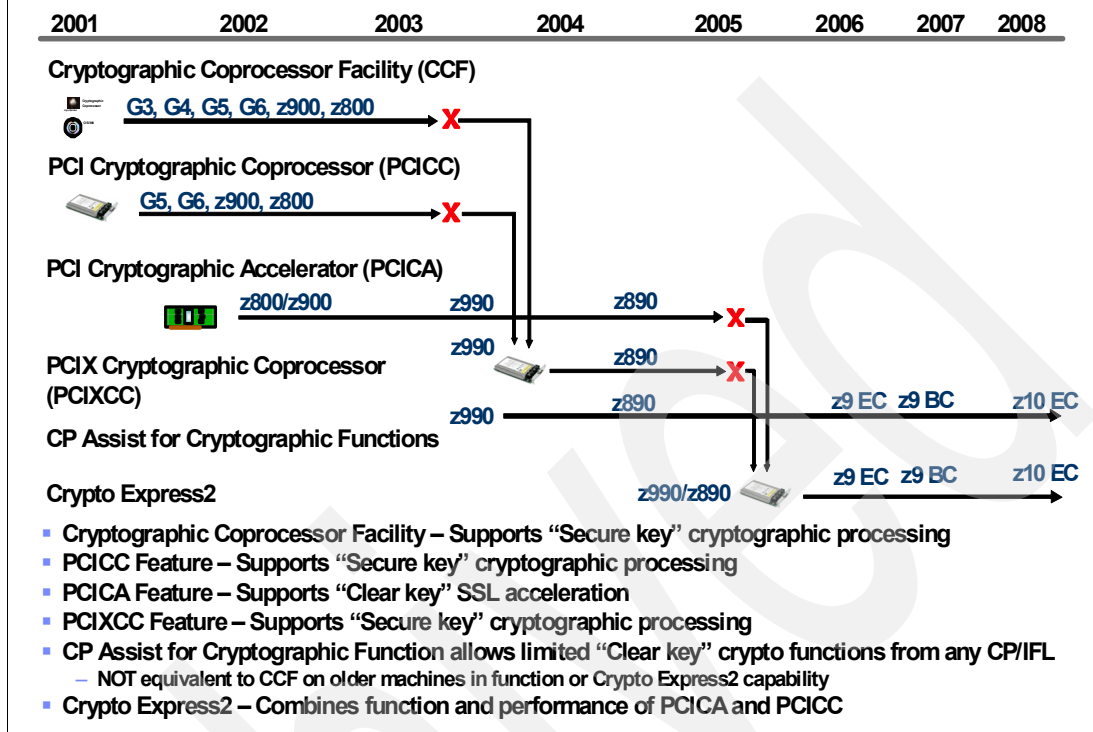 2001 2002 2003 2004 2005 2006 2007 2008
Cryptographic Coprocessor Facility (CCF)
Cryptographic
Coprocessor
G3, G4, G5, G6, z900, z800
X
PCI Cryptographic Coprocessor (PCICC)
G5, G6, z900, z800
X
PCI Cryptographic Accelerator (PCICA)
z800/z900 z990 z890
X
PCIX Cryptographic Coprocessor
(PCIXCC)
z990 z890
X
CP Assist for Cryptographic Functions
z990 z890 z9 EC z9 BC z10 EC
Crypto Express2
z990/z890 z9 EC z9 BC z10 EC
▪ Cryptographic Coprocessor Facility – Supports “Secure key” cryptographic processing
▪ PCICC Feature – Supports “Secure key” cryptographic processing
▪ PCICA Feature – Supports “Clear key” SSL acceleration
▪ PCIXCC Feature – Supports “Secure key” cryptographic processing
▪ CP Assist for Cryptographic Function allows limited “Clear key” crypto functions from any CP/IFL
– NOT equivalent to CCF on older machines in function or Crypto Express2 capability
▪ Crypto Express2 – Combines function and performance of PCICA and PCICC